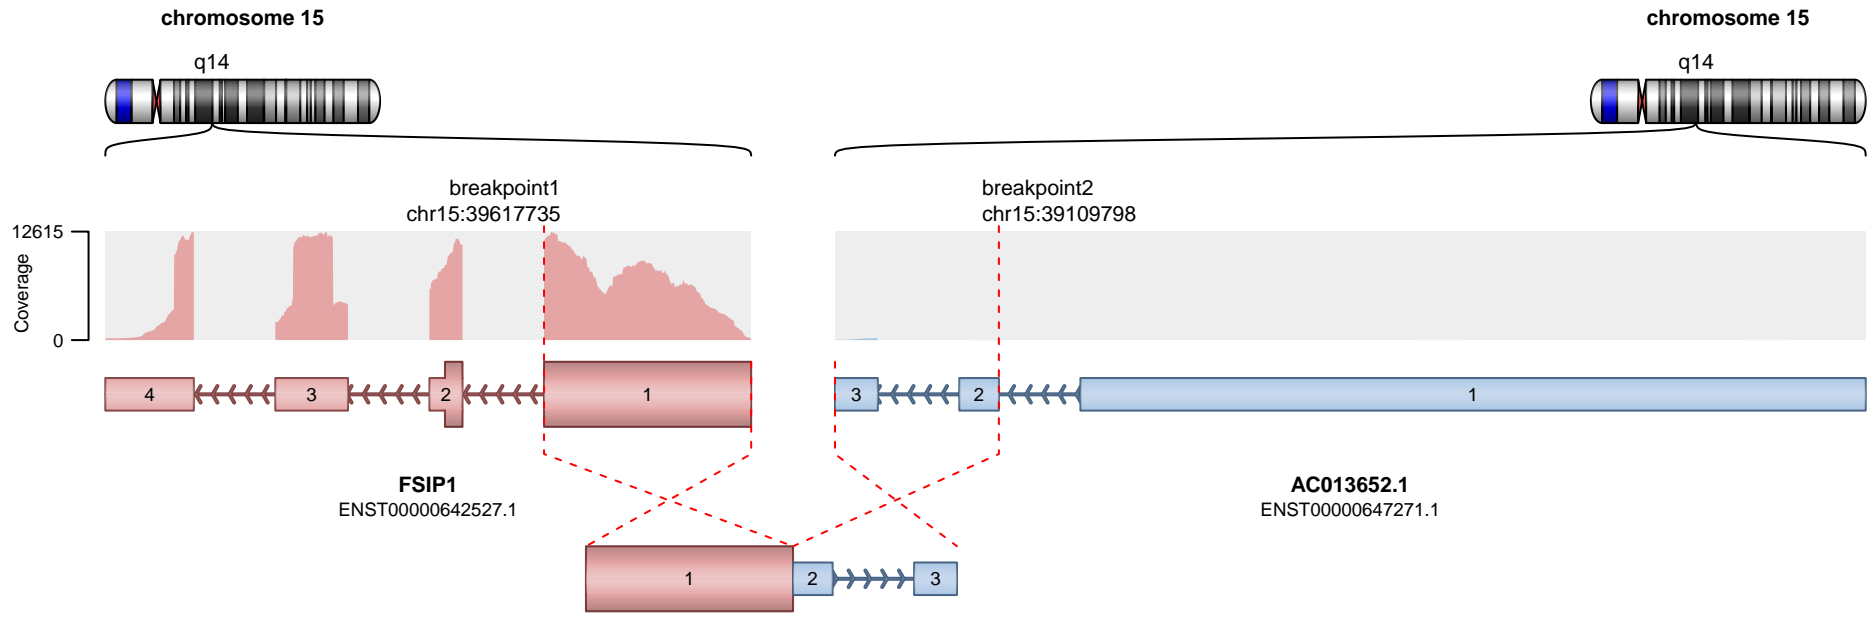 chromosome 15
chromosome 15
q14
q14
breakpoint1
chr15:39617735
breakpoint2
chr15:39109798
12615
Coverage
0
4 3 2 1
3 2 1
FSIP1
ENST00000642527.1
AC013652.1
ENST00000647271.1
1 2 3